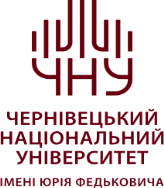 ЧНУ
ЧЕРНІВЕЦЬКИЙ
НАЦІОНАЛЬНИЙ
УНІВЕРСИТЕТ
ІМЕНІ ЮРІЯ ФЕДЬКОВИЧА